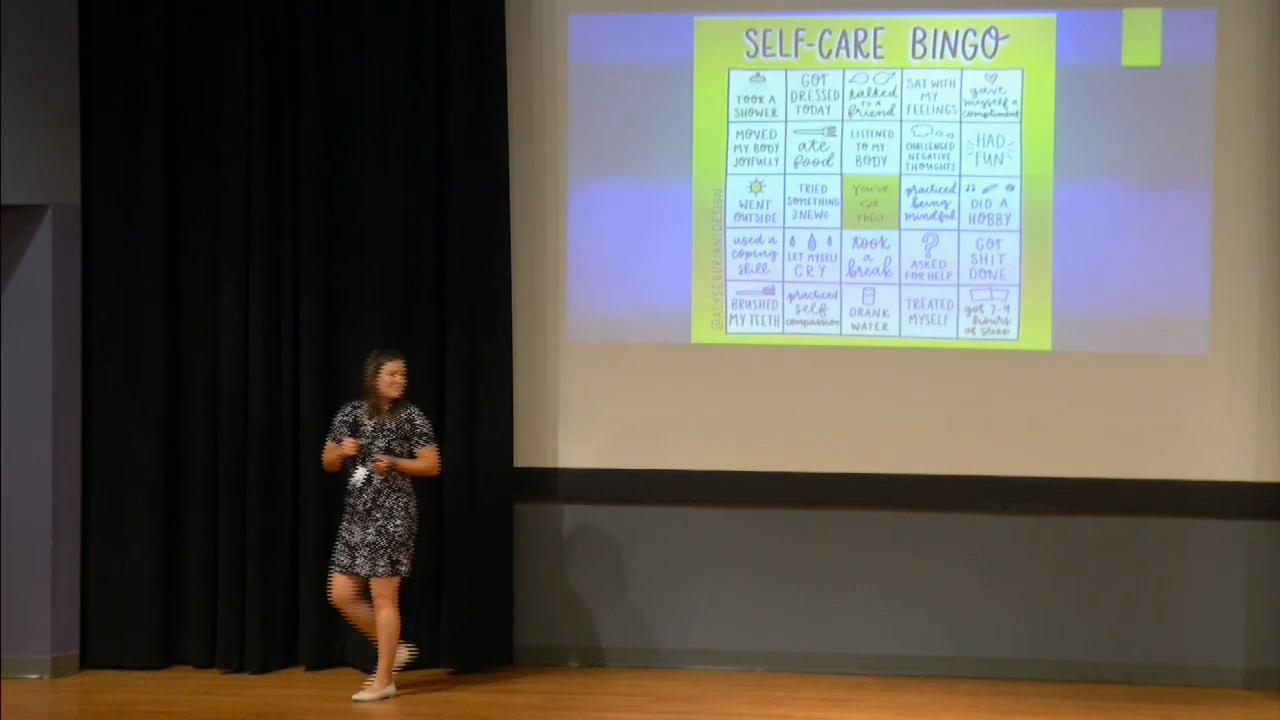 SELF-CARE BINGO
TOOK A
SHOWER
GOT
DRESSED
TODAY
talked
TO A
friend
SAT WITH
MY
FEELINGS
gave
myself a
compliment
MOVED
MY BODY
JOYFULLY
ate
food
LISTENED
TO MY
BODY
CHALLENGED
NEGATIVE
THOUGHTS
HAD
FUN
WENT
OUTSIDE
TRIED
SOMETHING
NEW
You've
Got
This!
practiced
being
mindful
DID A
HOBBY
used a
coping
skill
LET MYSELF
CRY
took
a
break
ASKED
FOR HELP
GOT
SHIT
DONE
BRUSHED
MY TEETH
practiced
self
compassion
DRANK
WATER
TREATED
MYSELF
got 7-9
hours
of sleep
@ALYSERURIANIDESIGN